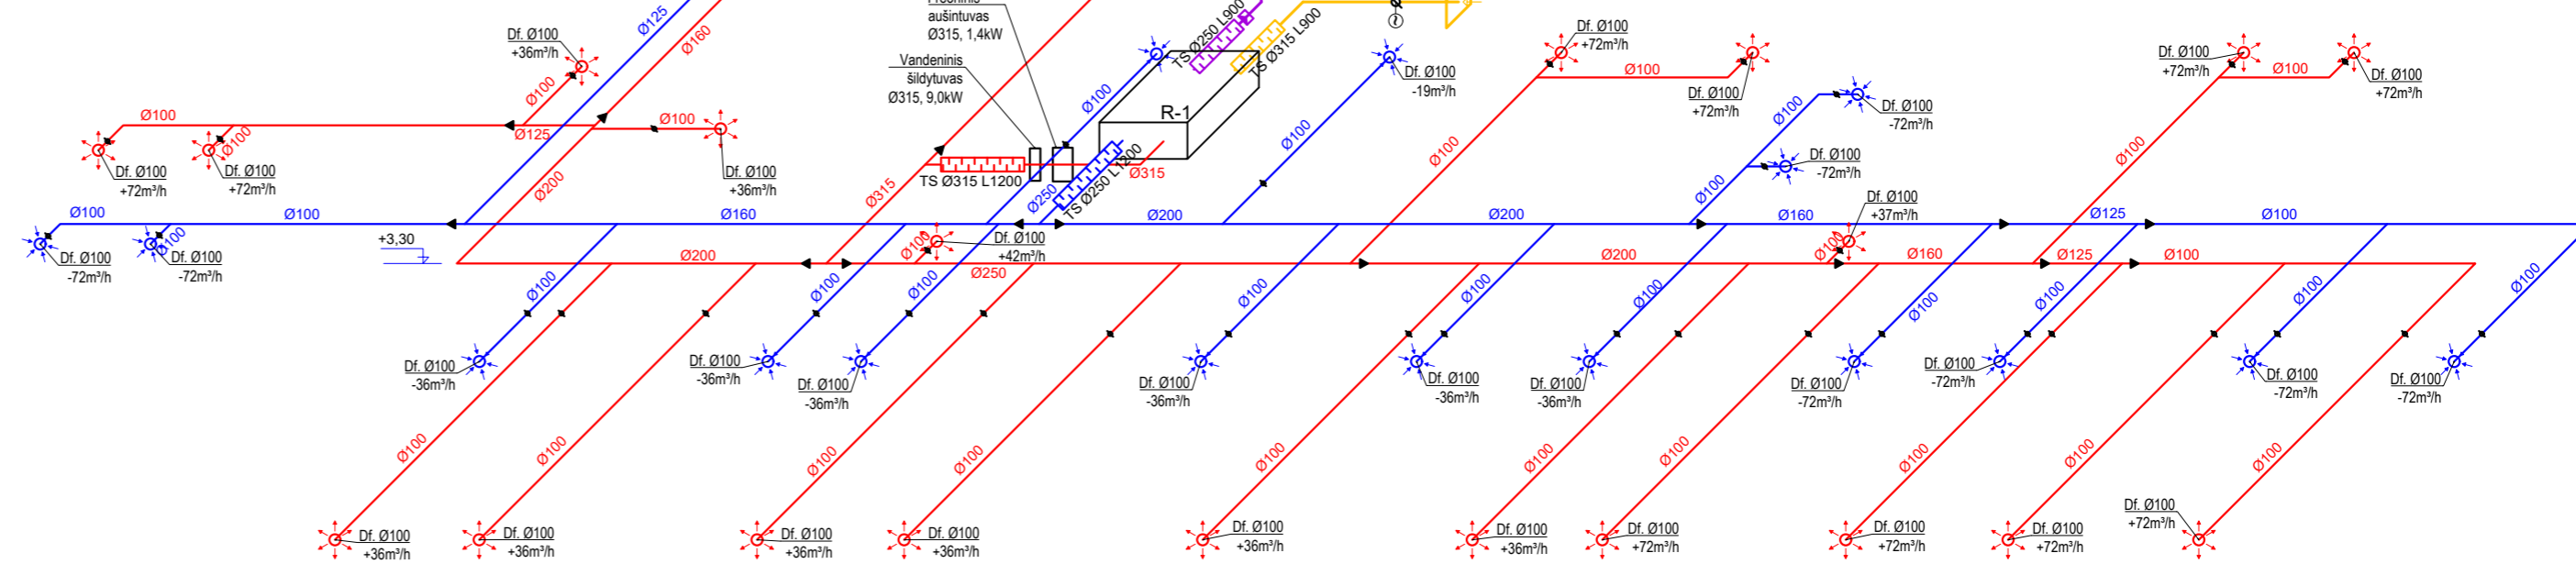 Ø125
Ø160
Df. Ø100
+36m³/h
Ø100
aušintuvas
Ø315, 1,4kW
Vandeninis
šildytuvas
Ø315, 9,0kW
TS Ø250 L900
TS Ø315 L900
Df. Ø100
-19m³/h
Df. Ø100
+72m³/h
Ø100
Df. Ø100
+72m³/h
Df. Ø100
+72m³/h
Ø100
Df. Ø100
+72m³/h
Ø100
Df. Ø100
-72m³/h
Ø100
Ø125
Ø100
Ø100
R-1
Ø100
Ø100
Ø100
Ø100
Df. Ø100
+72m³/h
Df. Ø100
+72m³/h
Ø200
Df. Ø100
+36m³/h
TS Ø315 L1200
Ø315
Ø250
TS Ø250 L1200
Ø315
Df. Ø100
-72m³/h
Ø100
Df. Ø100
+37m³/h
Ø100
Ø100
Ø160
Ø200
Ø200
Ø160
Ø125
Ø100
Df. Ø100
-72m³/h
Ø100
Df. Ø100
-72m³/h
+3,30
Ø200
Ø100
Df. Ø100
+42m³/h
Ø250
Ø200
Ø100
Ø160
Ø125
Ø100
Ø100
Ø100
Ø100
Ø100
Ø100
Ø100
Ø100
Ø100
Ø100
Ø100
Df. Ø100
-36m³/h
Df. Ø100
-36m³/h
Df. Ø100
-36m³/h
Df. Ø100
-36m³/h
Df. Ø100
-36m³/h
Df. Ø100
-36m³/h
Df. Ø100
-72m³/h
Df. Ø100
-72m³/h
Df. Ø100
-72m³/h
Df. Ø100
-72m³/h
Ø100
Ø100
Ø100
Ø100
Ø100
Ø100
Ø100
Ø100
Ø100
Ø100
Df. Ø100
+36m³/h
Df. Ø100
+36m³/h
Df. Ø100
+36m³/h
Df. Ø100
+36m³/h
Df. Ø100
+36m³/h
Df. Ø100
+36m³/h
Df. Ø100
+72m³/h
Df. Ø100
+72m³/h
Df. Ø100
+72m³/h
Df. Ø100
+72m³/h